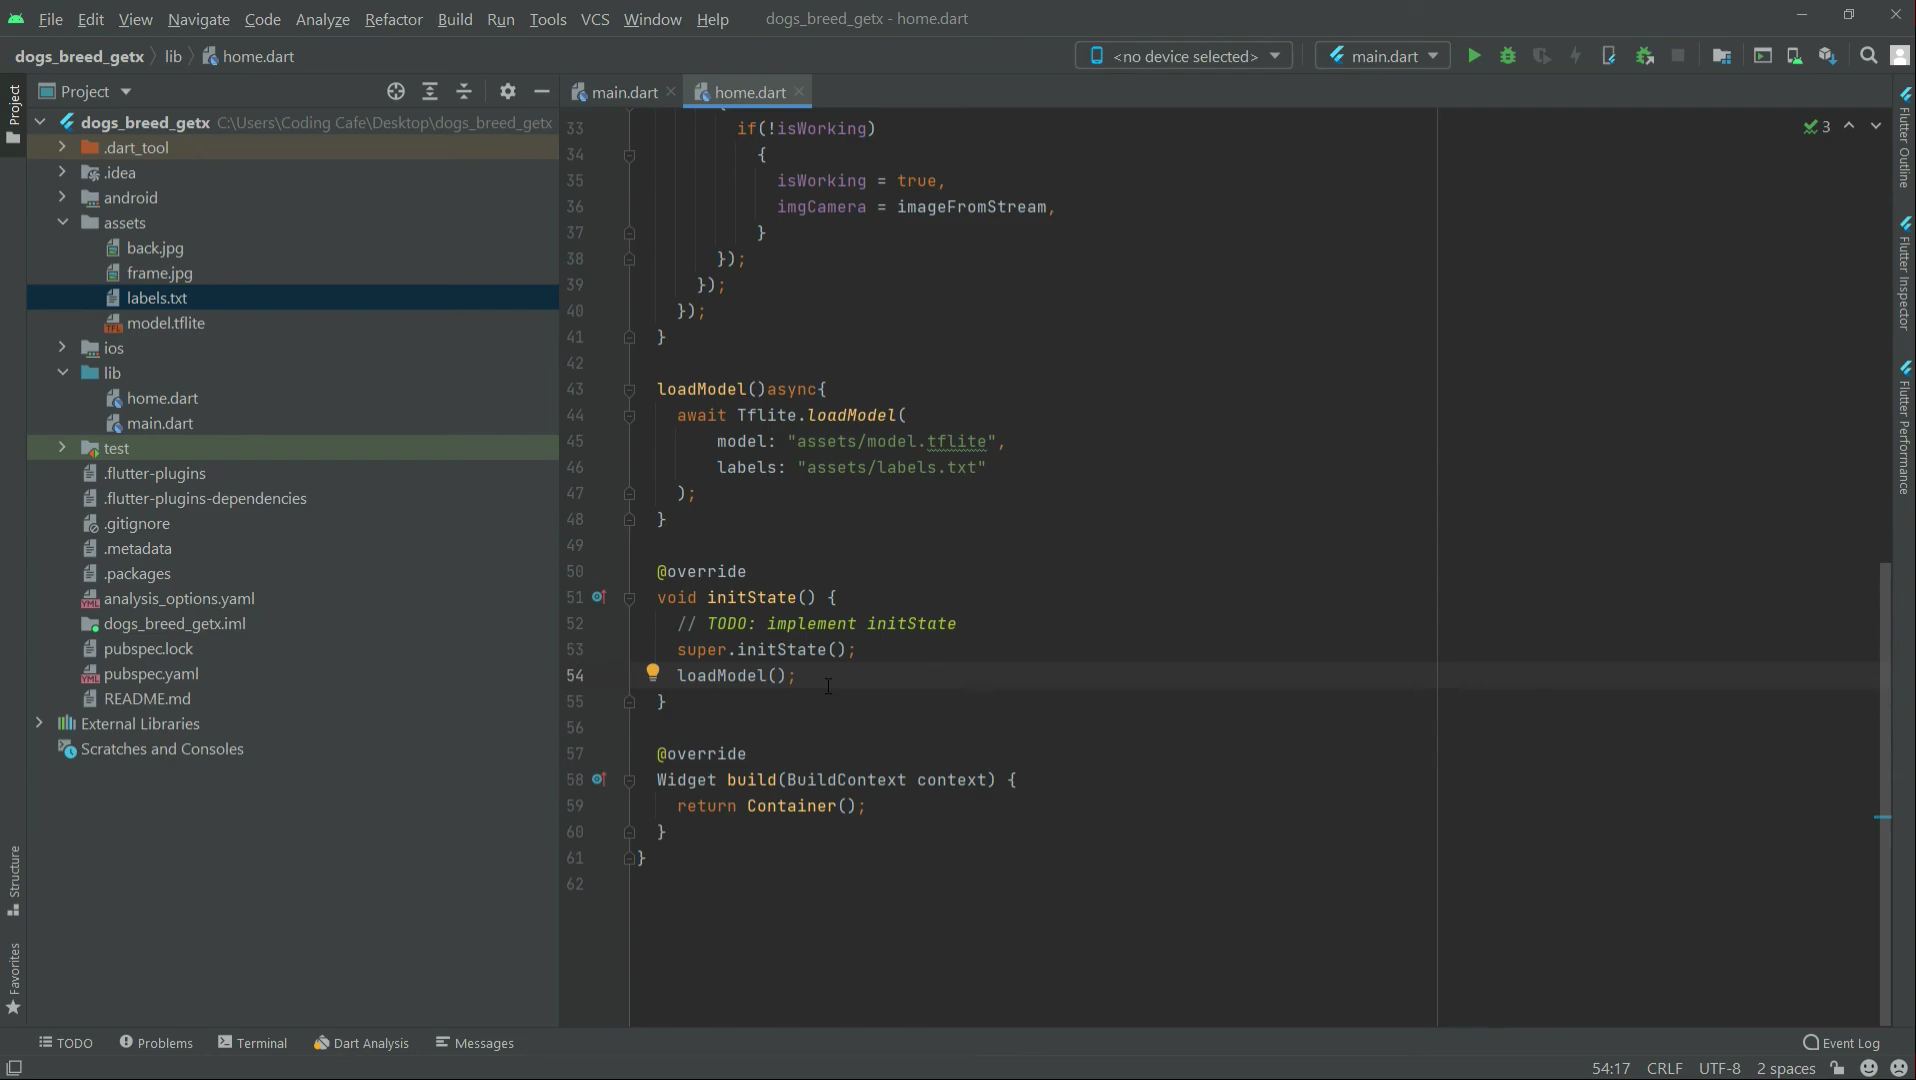 File Edit View Navigate Code Analyze Refactor Build Run Tools VCS Window Help dogs_breed_getx - home.dart
dogs_breed_getx lib home.dart <no device selected> main.dart
Project main.dart home.dart
dogs_breed_getx C:\Users\Coding Cafe\Desktop\dogs_breed_getx
.dart_tool
.idea
android
assets
back.jpg
frame.jpg
labels.txt
model.tflite
ios
lib
home.dart
main.dart
test
.flutter-plugins
.flutter-plugins-dependencies
.gitignore
.metadata
.packages
analysis_options.yaml
dogs_breed_getx.iml
pubspec.lock
pubspec.yaml
README.md
External Libraries
Scratches and Consoles
33 if(!isWorking)
34 {
35 isWorking = true,
36 imgCamera = imageFromStream,
37 }
38 });
39 });
40 });
41 }
42
43 loadModel()async{
44 await Tflite.loadModel(
45 model: "assets/model.tflite",
46 labels: "assets/labels.txt"
47 );
48 }
49
50 @override
51 void initState() {
52 // TODO: implement initState
53 super.initState();
54 loadModel();
55 }
56
57 @override
58 Widget build(BuildContext context) {
59 return Container();
60 }
61 }
62
3
Project
Structure
Favorites
Flutter Outline
Flutter Inspector
Flutter Performance
TODO Problems Terminal Dart Analysis Messages Event Log
54:17 CRLF UTF-8 2 spaces